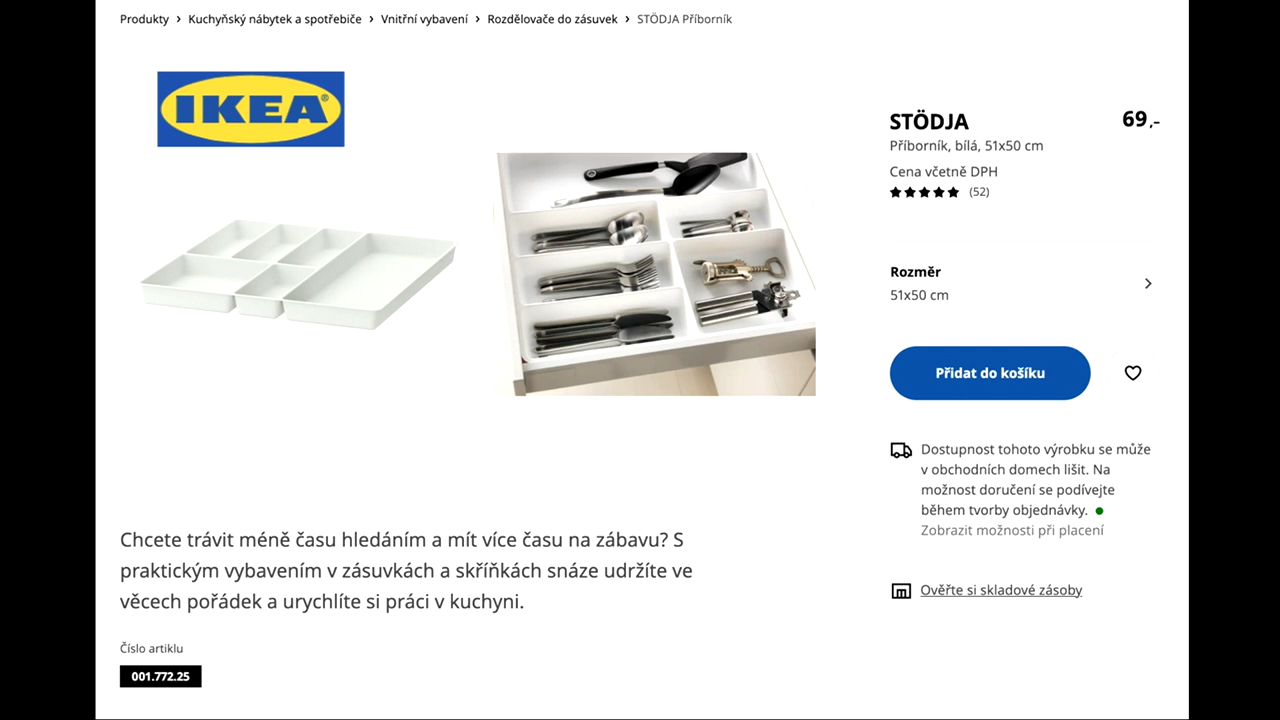 Produkty › Kuchyňský nábytek a spotřebiče › Vnitřní vybavení › Rozdělovače do zásuvek › STÖDJA Příborník
IKEA®
STÖDJA 69,-
Příborník, bílá, 51x50 cm
Cena včetně DPH
★★★★★ (52)
Rozměr
51x50 cm
Přidat do košíku
Dostupnost tohoto výrobku se může
v obchodních domech lišit. Na
možnost doručení se podívejte
během tvorby objednávky.
Zobrazit možnosti při placení
Ověřte si skladové zásoby
Chcete trávit méně času hledáním a mít více času na zábavu? S
praktickým vybavením v zásuvkách a skříňkách snáze udržíte ve
věcech pořádek a urychlíte si práci v kuchyni.
Číslo artiklu
001.772.25